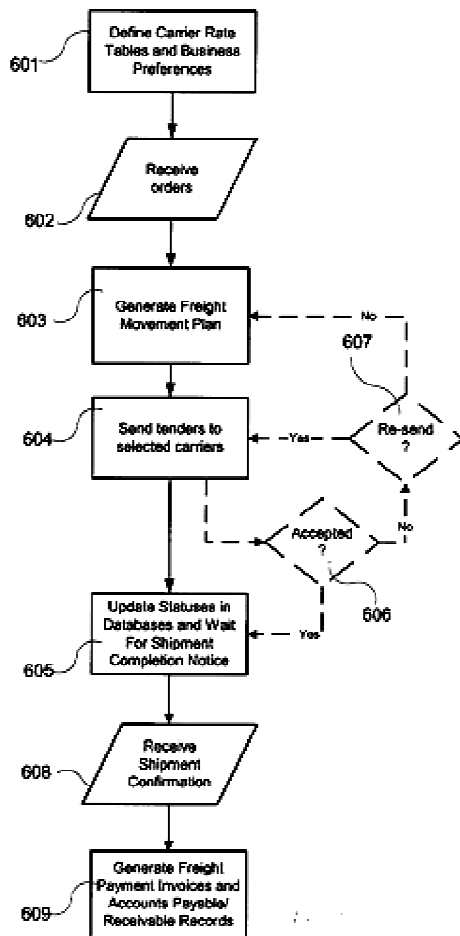 601
Define Carrier Rate
Tables and Business
Preferences
Receive
orders
602
603
Generate Freight
Movement Plan
No
607
604
Send tenders to
selected carriers
Yes
Re-send
?
Accepted
?
No
606
Update Statuses in
Databases and Wait
For Shipment
Completion Notice
Yes
605
Receive
Shipment
Confirmation
608
Generate Freight
Payment Invoices and
Accounts Payable/
Receivable Records
609